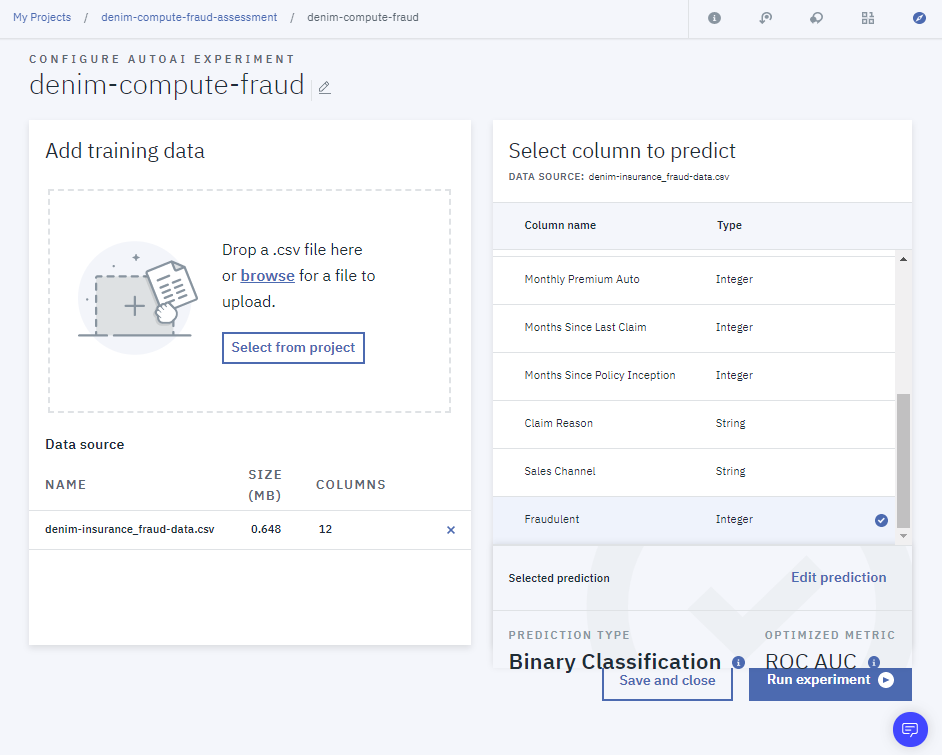 My Projects / denim-compute-fraud-assessment / denim-compute-fraud
CONFIGURE AUTOAI EXPERIMENT
denim-compute-fraud
Add training data
Drop a .csv file here
or browse for a file to
upload.
Select from project
Data source
NAME SIZE (MB) COLUMNS
denim-insurance_fraud-data.csv 0.648 12
Select column to predict
DATA SOURCE: denim-insurance_fraud-data.csv
Column name Type
Monthly Premium Auto Integer
Months Since Last Claim Integer
Months Since Policy Inception Integer
Claim Reason String
Sales Channel String
Fraudulent Integer
Selected prediction Edit prediction
PREDICTION TYPE OPTIMIZED METRIC
Binary Classification ROC AUC
Save and close Run experiment